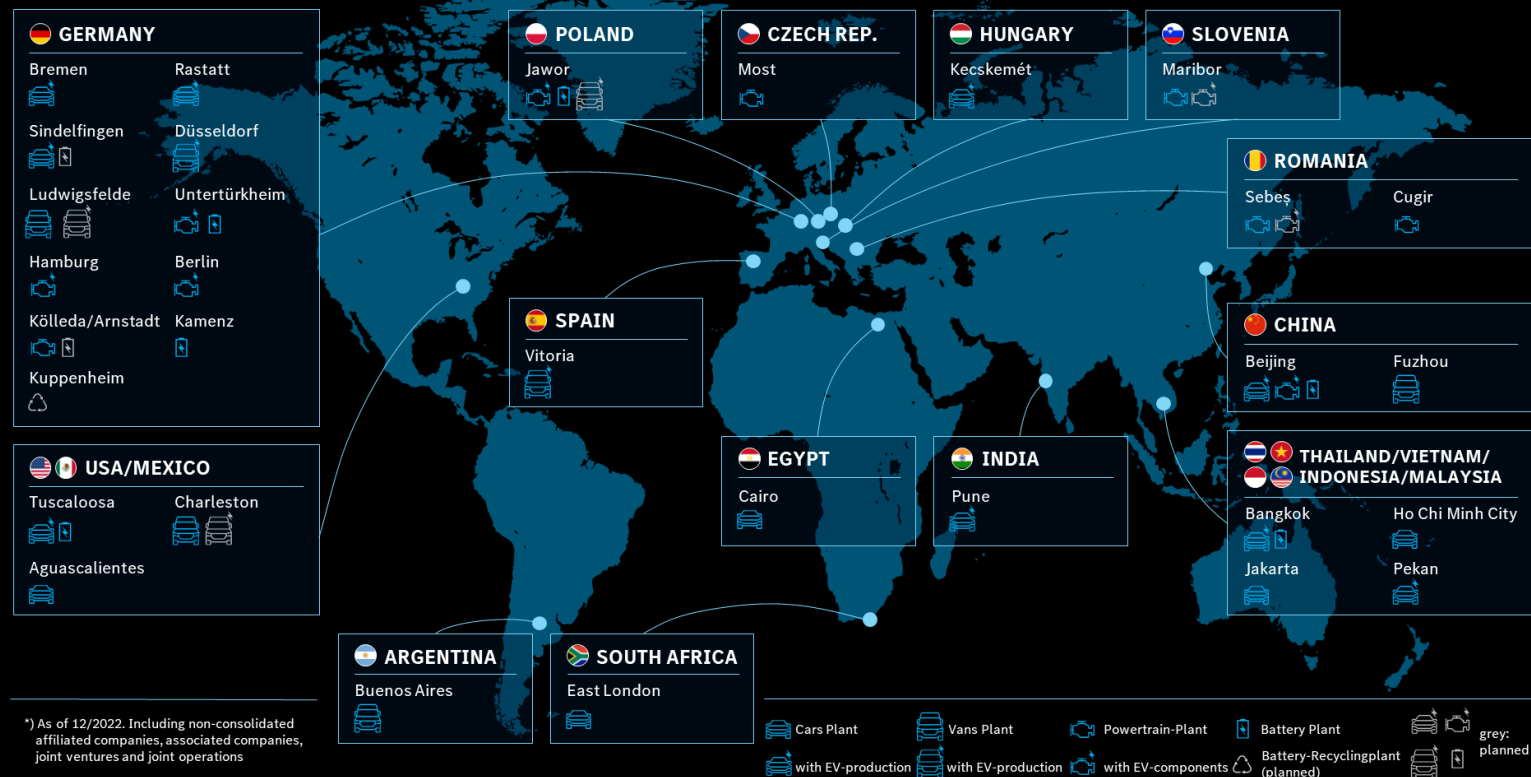 GERMANY
Bremen
Rastatt
Sindelfingen
Düsseldorf
Ludwigsfelde
Untertürkheim
Hamburg
Berlin
Kölleda/Arnstadt
Kamenz
Kuppenheim
USA/MEXICO
Tuscaloosa
Charleston
Aguascalientes
POLAND
Jawor
CZECH REP.
Most
HUNGARY
Kecskemét
SLOVENIA
Maribor
ROMANIA
Sebeş
Cugir
SPAIN
Vitoria
CHINA
Beijing
Fuzhou
EGYPT
Cairo
INDIA
Pune
THAILAND/VIETNAM/
INDONESIA/MALAYSIA
Bangkok
Ho Chi Minh City
Jakarta
Pekan
ARGENTINA
Buenos Aires
SOUTH AFRICA
East London
*) As of 12/2022. Including non-consolidated
affiliated companies, associated companies,
joint ventures and joint operations
Cars Plant
Vans Plant
Powertrain-Plant
Battery Plant
with EV-production
with EV-production
with EV-components
Battery-Recyclingplant
(planned)
grey:
planned